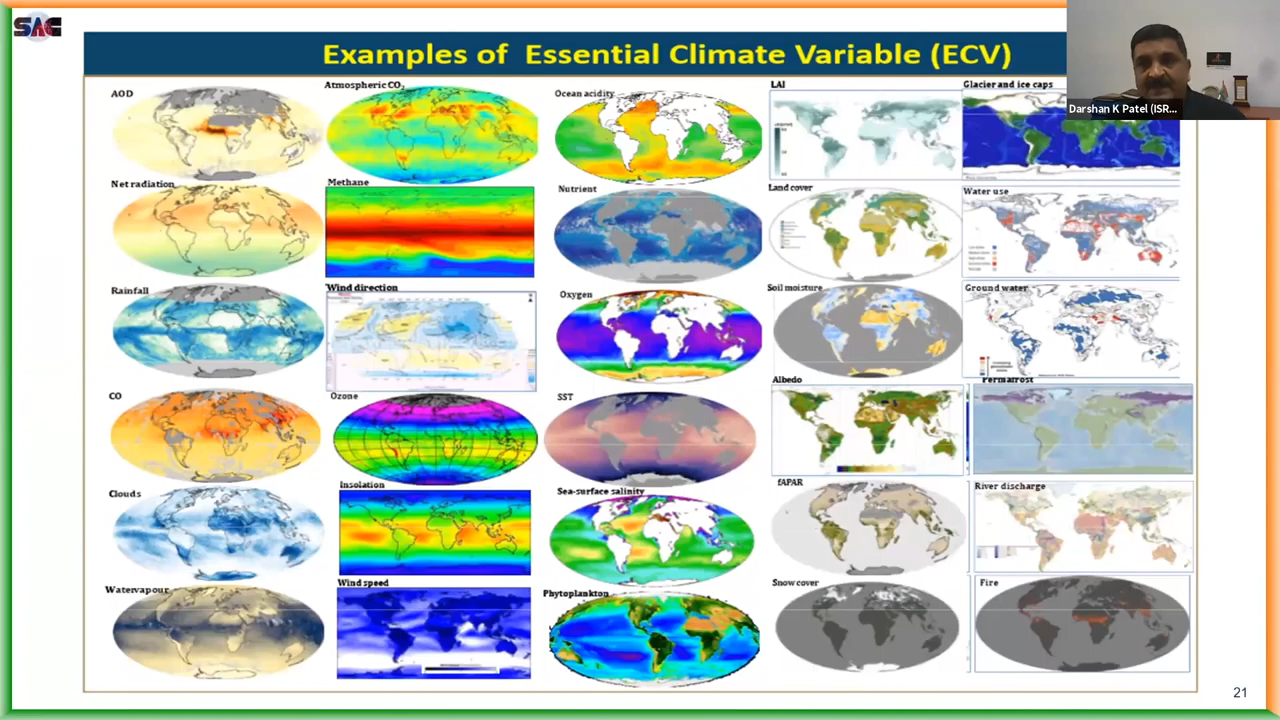 SAC
Examples of Essential Climate Variable (ECV)
Darshan K Patel (ISR...
AOD
Atmospheric CO₂
Ocean acidity
LAI
Glacier and ice caps
Net radiation
Methane
Nutrient
Land cover
Water use
Rainfall
Wind direction
Oxygen
Soil moisture
Ground water
CO
Ozone
SST
Albedo
Permafrost
Clouds
Insolation
Sea-surface salinity
fAPAR
River discharge
Watervapour
Wind speed
Phytoplankton
Snow cover
Fire
21